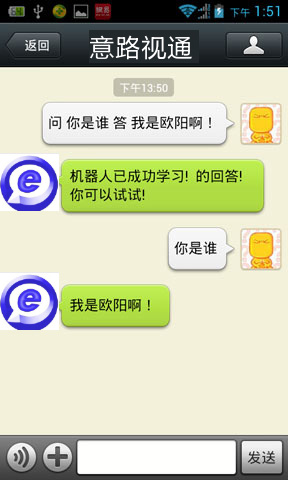 下午 1:51
返回
意路视通
下午13:50
问 你是谁 答 我是欧阳啊！
机器人已成功学习! 的回答!
你可以试试!
你是谁
我是欧阳啊！
发送